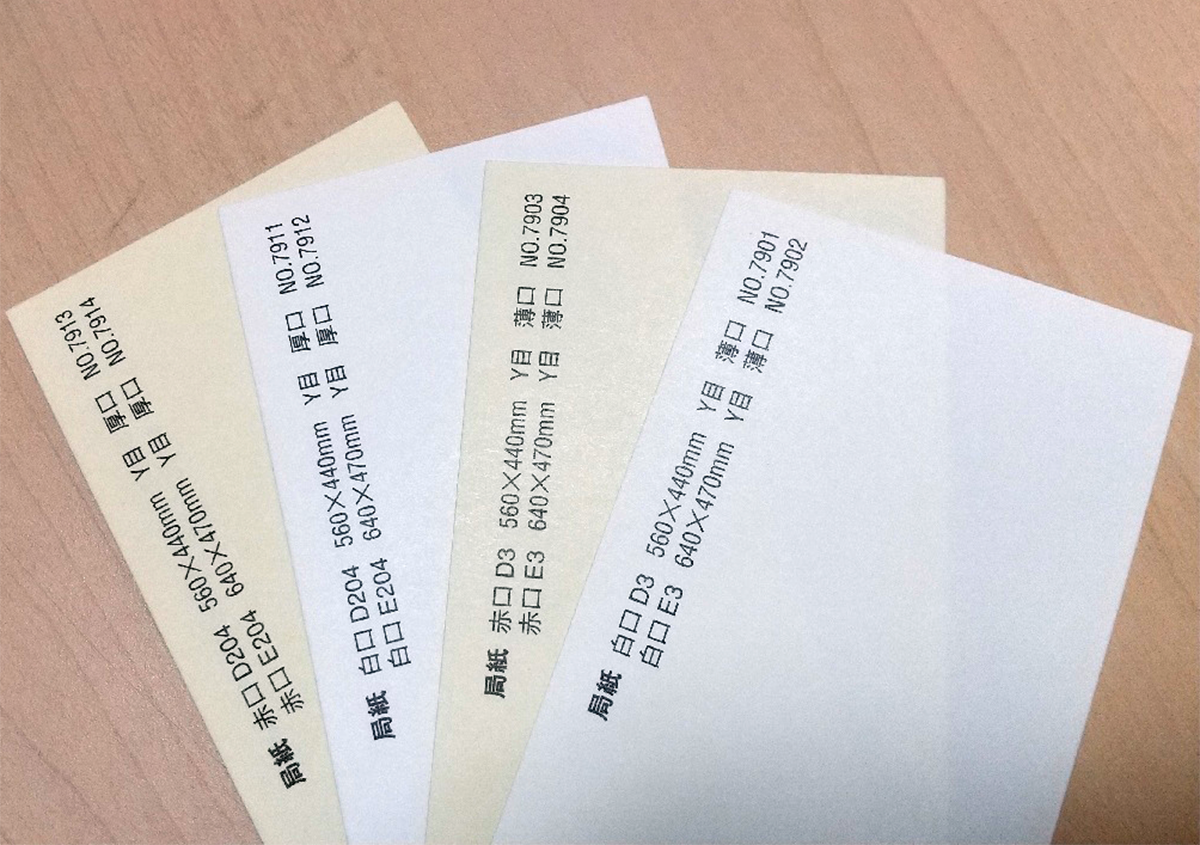 局紙 赤口 D204 560×440mm Y目 厚口 NO.7913
赤口 E204 640×470mm Y目 厚口 NO.7914
局紙 白口 D204 560×440mm Y目 厚口 NO.7911
白口 E204 640×470mm Y目 厚口 NO.7912
局紙 赤口 D3 560×440mm Y目 薄口 NO.7903
赤口 E3 640×470mm Y目 薄口 NO.7904
局紙 白口 D3 560×440mm Y目 薄口 NO.7901
白口 E3 640×470mm Y目 薄口 NO.7902